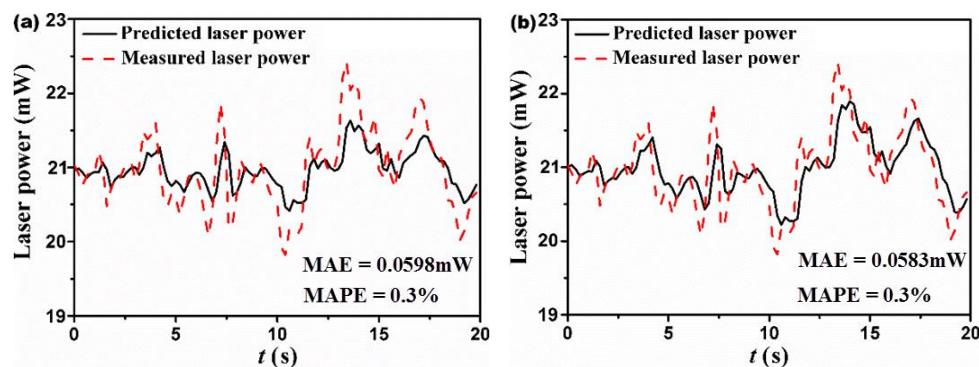 (a)
23
22
21
20
19
Laser power (mW)
Predicted laser power
Measured laser power
MAE = 0.0598mW
MAPE = 0.3%
0 5 10 15 20
t (s)
(b)
23
22
21
20
19
Laser power (mW)
Predicted laser power
Measured laser power
MAE = 0.0583mW
MAPE = 0.3%
0 5 10 15 20
t (s)